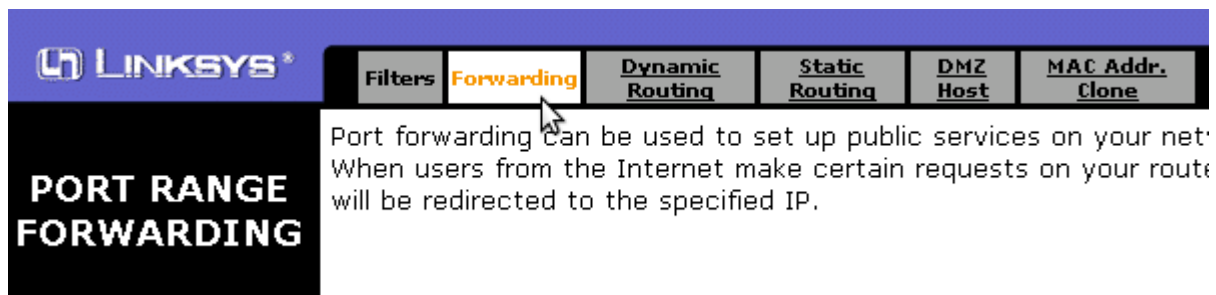 LINKSYS®
Filters
Forwarding
Dynamic
Routing
Static
Routing
DMZ
Host
MAC Addr.
Clone
PORT RANGE
FORWARDING
Port forwarding can be used to set up public services on your net
When users from the Internet make certain requests on your route
will be redirected to the specified IP.